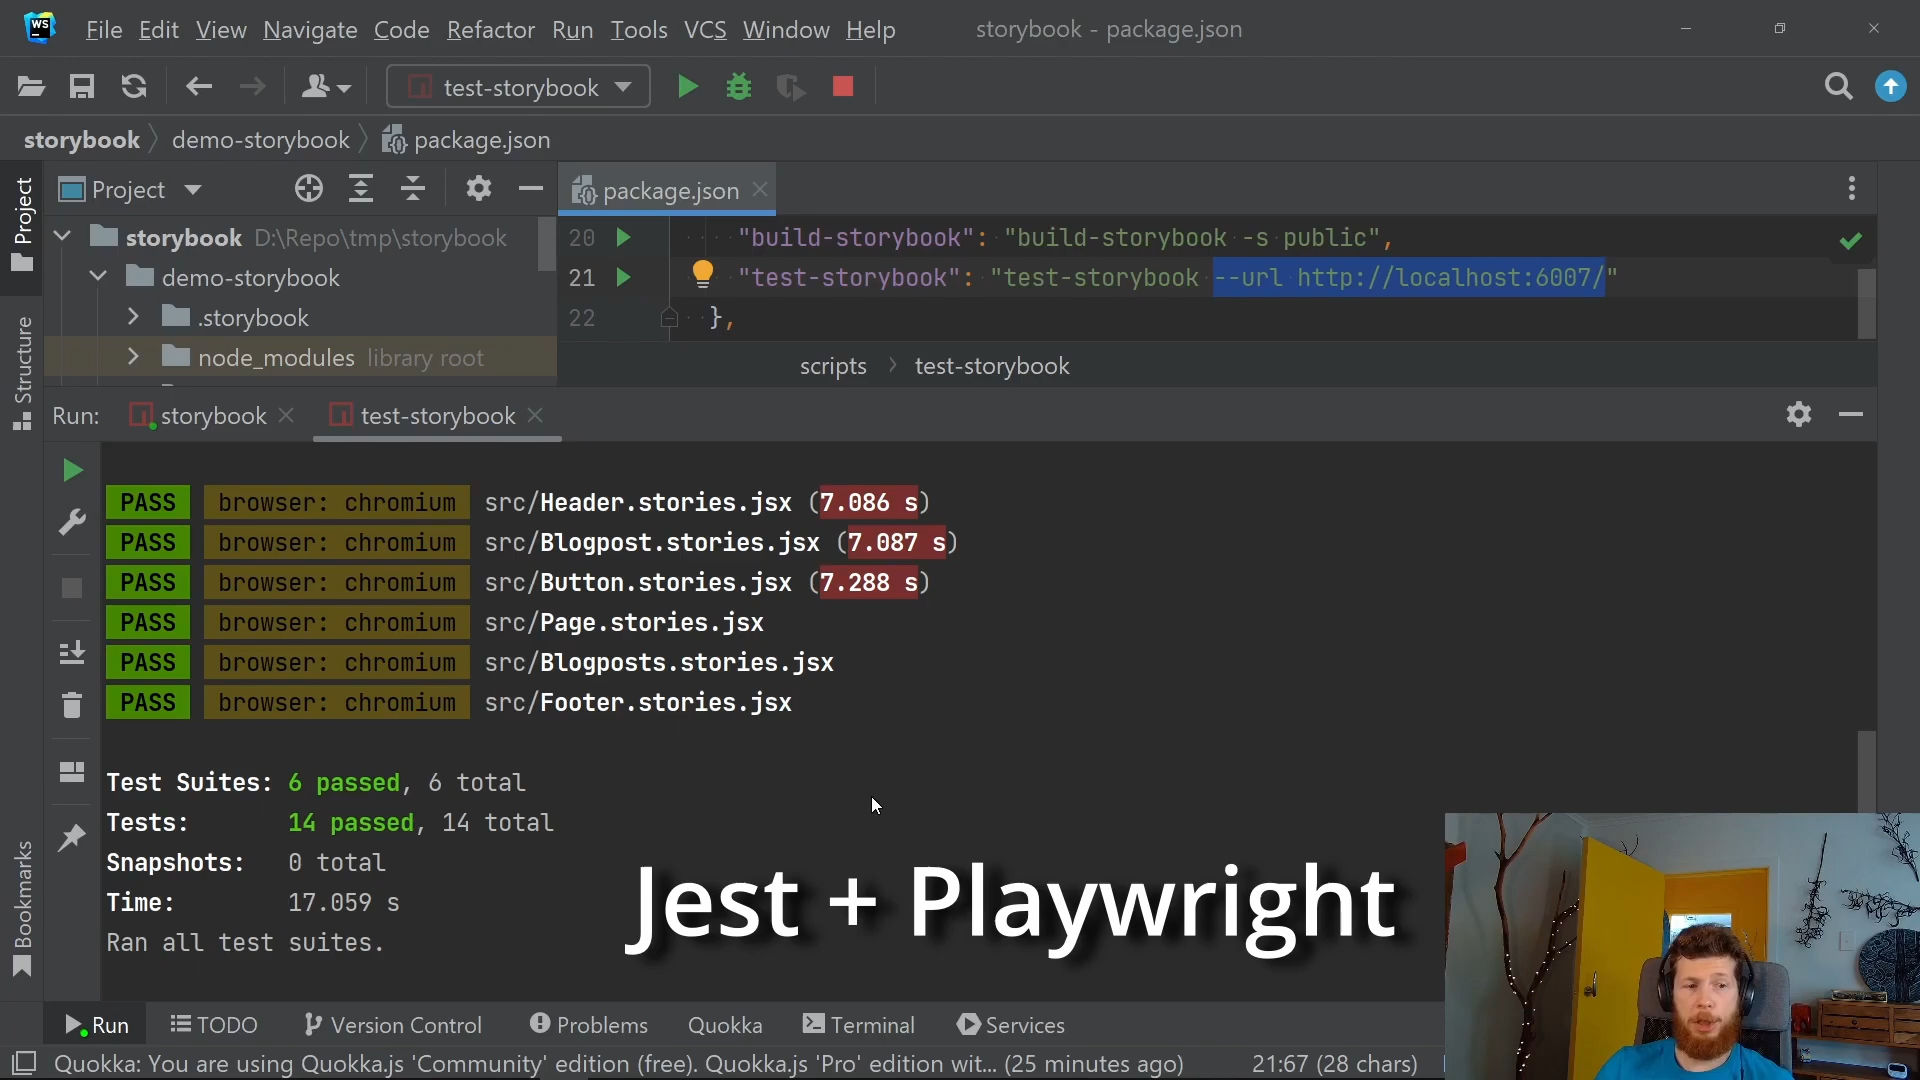 WS File Edit View Navigate Code Refactor Run Tools VCS Window Help storybook - package.json
test-storybook
storybook demo-storybook package.json
Project
Project
package.json
storybook D:\Repo\tmp\storybook
20 "build-storybook": "build-storybook -s public",
demo-storybook
21 "test-storybook": "test-storybook --url http://localhost:6007/"
.storybook
22 },
Structure
node_modules library root
scripts test-storybook
Run: storybook test-storybook
PASS browser: chromium src/Header.stories.jsx (7.086 s)
PASS browser: chromium src/Blogpost.stories.jsx (7.087 s)
PASS browser: chromium src/Button.stories.jsx (7.288 s)
PASS browser: chromium src/Page.stories.jsx
PASS browser: chromium src/Blogposts.stories.jsx
PASS browser: chromium src/Footer.stories.jsx
Test Suites: 6 passed, 6 total
Tests: 14 passed, 14 total
Snapshots: 0 total
Time: 17.059 s
Ran all test suites.
Jest + Playwright
Bookmarks
Run TODO Version Control Problems Quokka Terminal Services
Quokka: You are using Quokka.js 'Community' edition (free). Quokka.js 'Pro' edition wit... (25 minutes ago) 21:67 (28 chars)